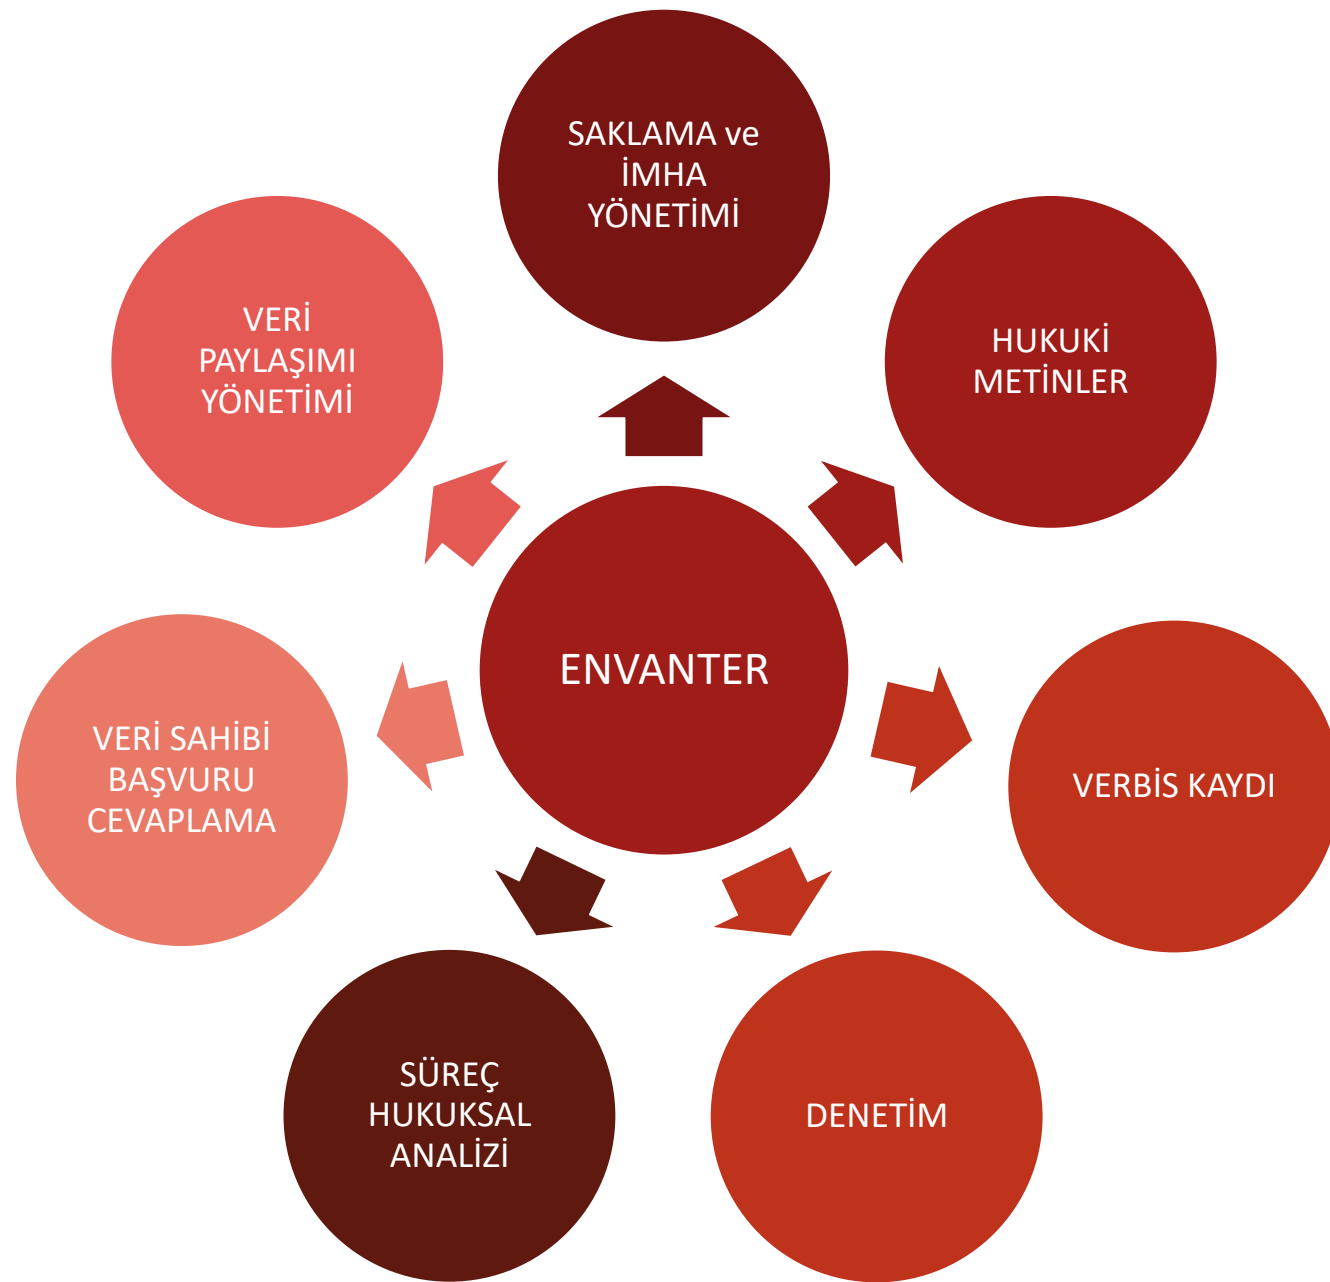 SAKLAMA ve
İMHA
YÖNETİMİ
HUKUKİ
METİNLER
VERBİS KAYDI
DENETİM
SÜREÇ
HUKUKSAL
ANALİZİ
VERİ SAHİBİ
BAŞVURU
CEVAPLAMA
VERİ
PAYLAŞIMI
YÖNETİMİ
ENVANTER